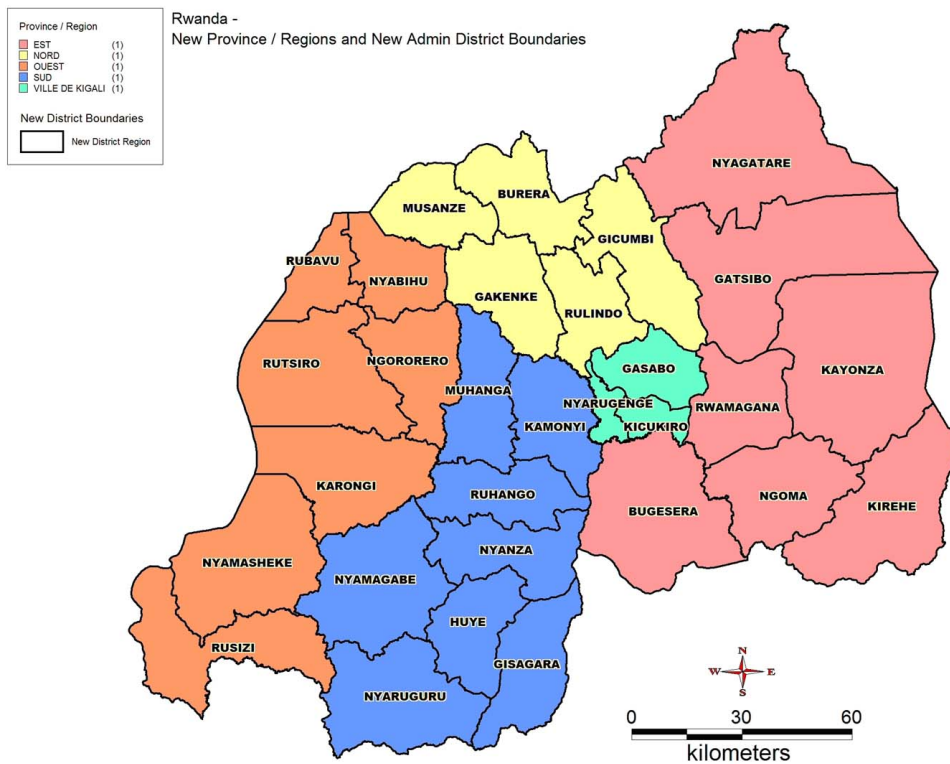 Province / Region
EST (1)
NORD (1)
OUEST (1)
SUD (1)
VILLE DE KIGALI (1)
New District Boundaries
New District Region
Rwanda -
New Province / Regions and New Admin District Boundaries
NYAGATARE
BURERA
MUSANZE
GICUMBI
RUBAVU
NYABIHU
GATSIBO
GAKENKE
RULINDO
RUTSIRO
NGORORERO
GASABO
KAYONZA
MUHANGA
NYARUGENGE
RWAMAGANA
KAMONYI
KICUKIRO
KARONGI
RUHANGO
NGOMA
BUGESERA
KIREHE
NYANZA
NYAMASHEKE
NYAMAGABE
HUYE
RUSIZI
GISAGARA
NYARUGURU
N
W E
S
0 30 60
kilometers